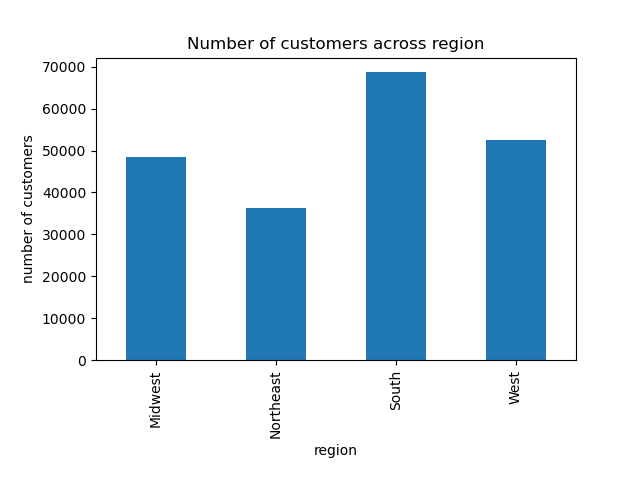 Number of customers across region
number of customers
70000
60000
50000
40000
30000
20000
10000
0
Midwest
Northeast
South
West
region